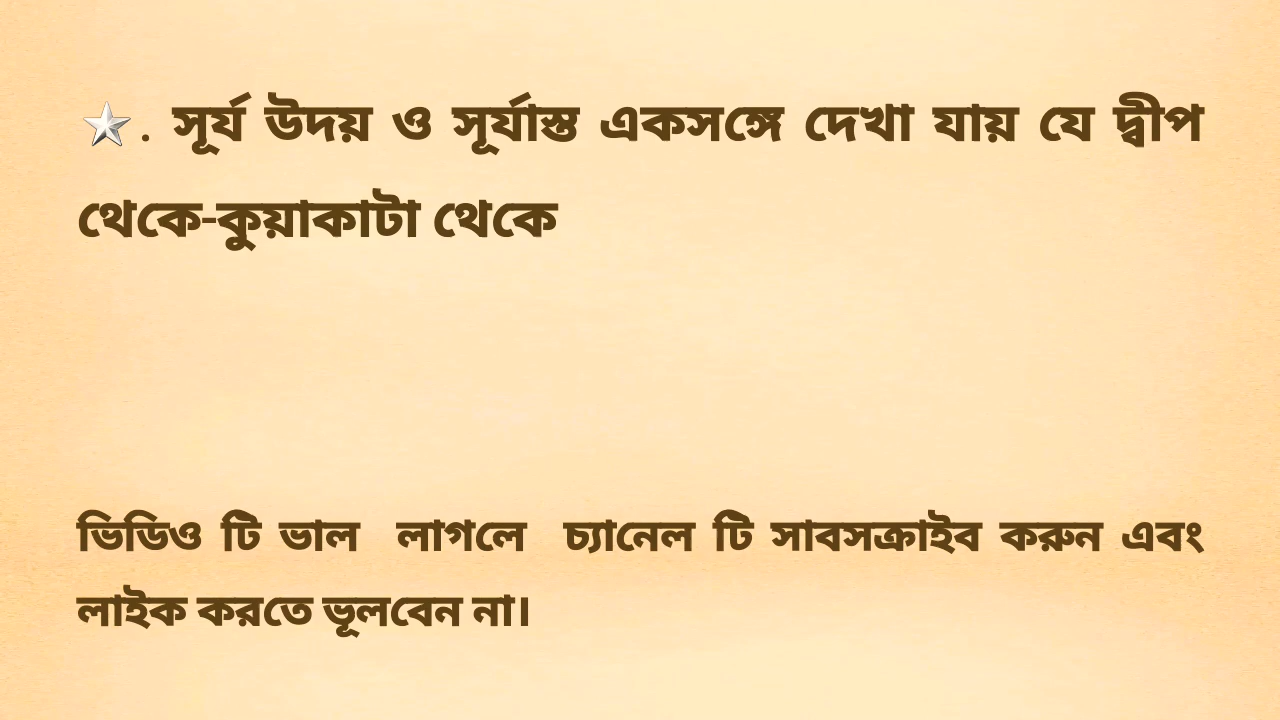 ★. সূর্য উদয় ও সূর্যাস্ত একসঙ্গে দেখা যায় যে দ্বীপ
থেকে-কুয়াকাটা থেকে
ভিডিও টি ভাল লাগলে চ্যানেল টি সাবসক্রাইব করুন এবং
লাইক করতে ভূলবেন না।